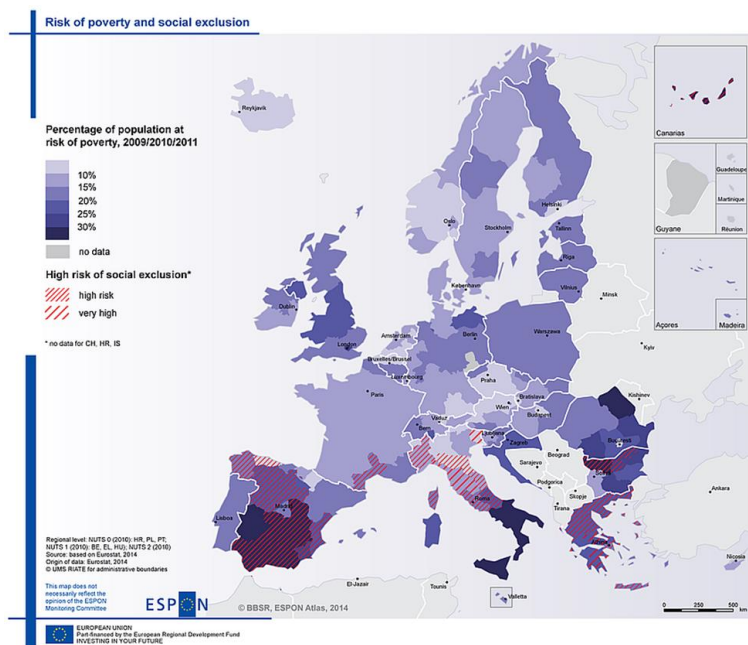 Risk of poverty and social exclusion
Percentage of population at
risk of poverty, 2009/2010/2011
10%
15%
20%
25%
30%
no data
High risk of social exclusion*
high risk
very high
* no data for CH, HR, IS
Reykjavik
Canarias
Guadeloupe
Martinique
Réunion
Guyane
Açores
Madeira
Oslo
Helsinki
Stockholm
Tallinn
Riga
København
Vilnius
Minsk
Dublin
London
Amsterdam
Berlin
Warszawa
Kyiv
Bruxelles/Brussel
Luxembourg
Praha
Paris
Wien
Bratislava
Budapest
Kishinev
Vaduz
Bern
Ljubljana
Zagreb
Beograd
Sarajevo
Podgorica
Skopje
Tirana
Sofia
Roma
Madrid
Lisboa
Ankara
Nicosia
El-Jazair
Tounis
Valletta
Regional level: NUTS 0 (2010): HR, PL, PT;
NUTS 1 (2010): BE, EL, HU); NUTS 2 (2010)
Source: based on Eurostat, 2014
Origin of data: Eurostat, 2014
© UMS RIATE for administrative boundaries
This map does not
necessarily reflect the
opinion of the ESPON
Monitoring Committee
ESPON
© BBSR, ESPON Atlas, 2014
0 250 500
km
EUROPEAN UNION
Part-financed by the European Regional Development Fund
INVESTING IN YOUR FUTURE